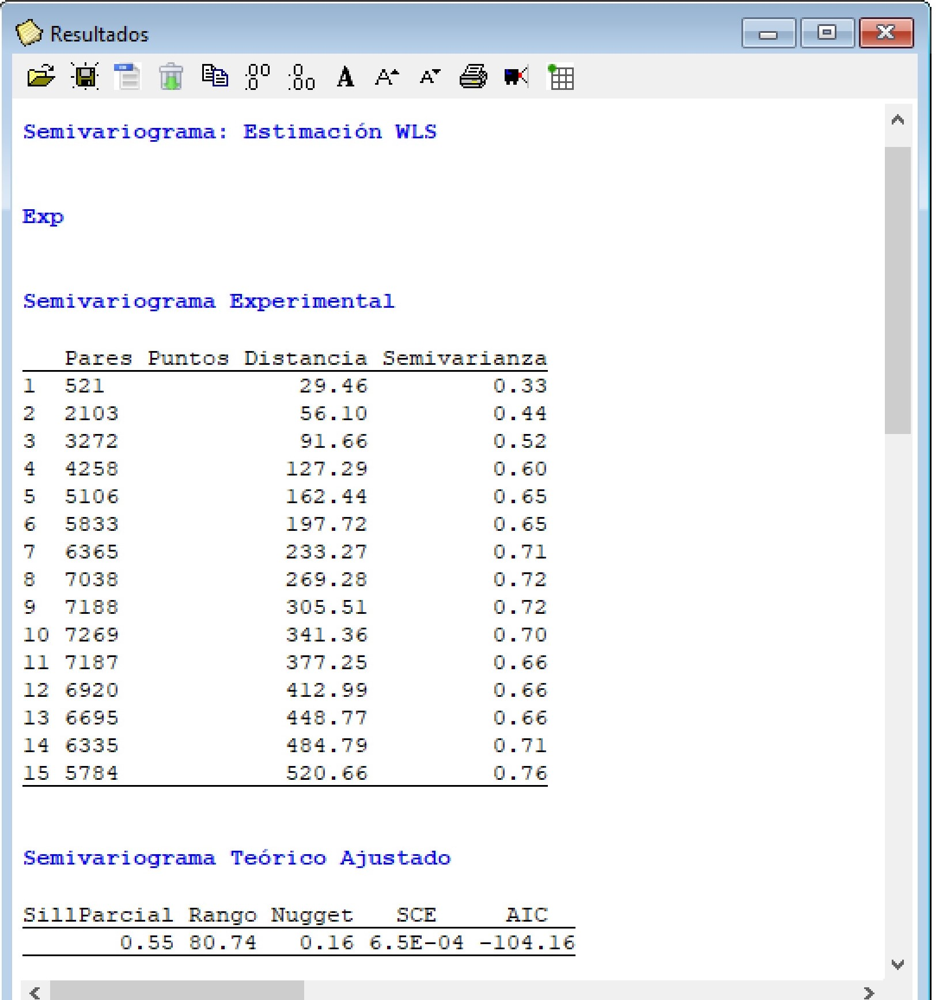 Resultados
Semivariograma: Estimación WLS
Exp
Semivariograma Experimental
Pares Puntos Distancia Semivarianza
1 521 29.46 0.33
2 2103 56.10 0.44
3 3272 91.66 0.52
4 4258 127.29 0.60
5 5106 162.44 0.65
6 5833 197.72 0.65
7 6365 233.27 0.71
8 7038 269.28 0.72
9 7188 305.51 0.72
10 7269 341.36 0.70
11 7187 377.25 0.66
12 6920 412.99 0.66
13 6695 448.77 0.66
14 6335 484.79 0.71
15 5784 520.66 0.76
Semivariograma Teórico Ajustado
SillParcial Rango Nugget SCE AIC
0.55 80.74 0.16 6.5E-04 -104.16